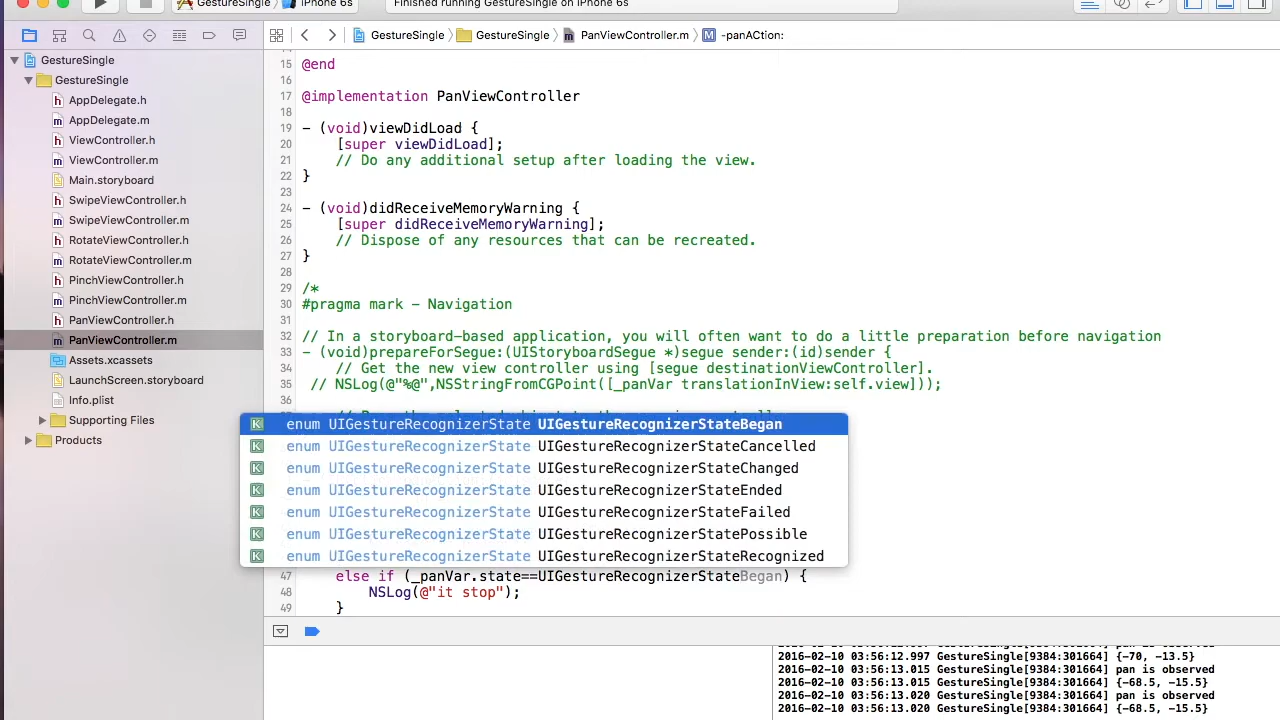 GestureSingle iPhone 6s Finished running GestureSingle on iPhone 6s
GestureSingle GestureSingle PanViewController.m M -panACtion:
GestureSingle
GestureSingle
h AppDelegate.h
m AppDelegate.m
h ViewController.h
m ViewController.m
Main.storyboard
h SwipeViewController.h
m SwipeViewController.m
h RotateViewController.h
m RotateViewController.m
h PinchViewController.h
m PinchViewController.m
h PanViewController.h
m PanViewController.m
Assets.xcassets
LaunchScreen.storyboard
Info.plist
Supporting Files
Products
15 @end
16
17 @implementation PanViewController
18
19 - (void)viewDidLoad {
20 [super viewDidLoad];
21 // Do any additional setup after loading the view.
22 }
23
24 - (void)didReceiveMemoryWarning {
25 [super didReceiveMemoryWarning];
26 // Dispose of any resources that can be recreated.
27 }
28
29 /*
30 #pragma mark - Navigation
31
32 // In a storyboard-based application, you will often want to do a little preparation before navigation
33 - (void)prepareForSegue:(UIStoryboardSegue *)segue sender:(id)sender {
34 // Get the new view controller using [segue destinationViewController].
35 // NSLog(@"%@",NSStringFromCGPoint([_panVar translationInView:self.view]));
36
K enum UIGestureRecognizerState UIGestureRecognizerStateBegan
K enum UIGestureRecognizerState UIGestureRecognizerStateCancelled
K enum UIGestureRecognizerState UIGestureRecognizerStateChanged
K enum UIGestureRecognizerState UIGestureRecognizerStateEnded
K enum UIGestureRecognizerState UIGestureRecognizerStateFailed
K enum UIGestureRecognizerState UIGestureRecognizerStatePossible
K enum UIGestureRecognizerState UIGestureRecognizerStateRecognized
47 else if (_panVar.state==UIGestureRecognizerStateBegan) {
48 NSLog(@"it stop");
49 }
2016-02-10 03:56:12.997 GestureSingle[9384:301664] {-70, -13.5}
2016-02-10 03:56:13.015 GestureSingle[9384:301664] pan is observed
2016-02-10 03:56:13.015 GestureSingle[9384:301664] {-68.5, -15.5}
2016-02-10 03:56:13.020 GestureSingle[9384:301664] pan is observed
2016-02-10 03:56:13.020 GestureSingle[9384:301664] {-68.5, -15.5}